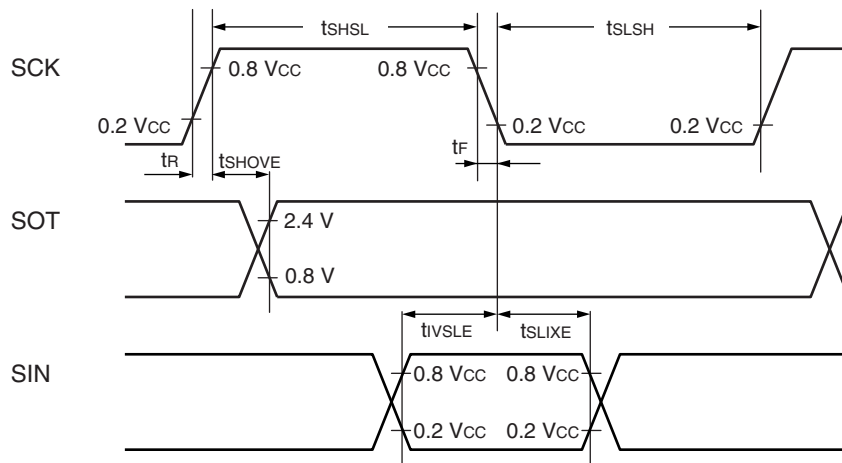 tSHSL
tSLSH
SCK
0.8 VCC
0.8 VCC
0.2 VCC
0.2 VCC
0.2 VCC
tR
tSHOVE
tF
SOT
2.4 V
0.8 V
tIVSLE
tSLIXE
SIN
0.8 VCC
0.8 VCC
0.2 VCC
0.2 VCC